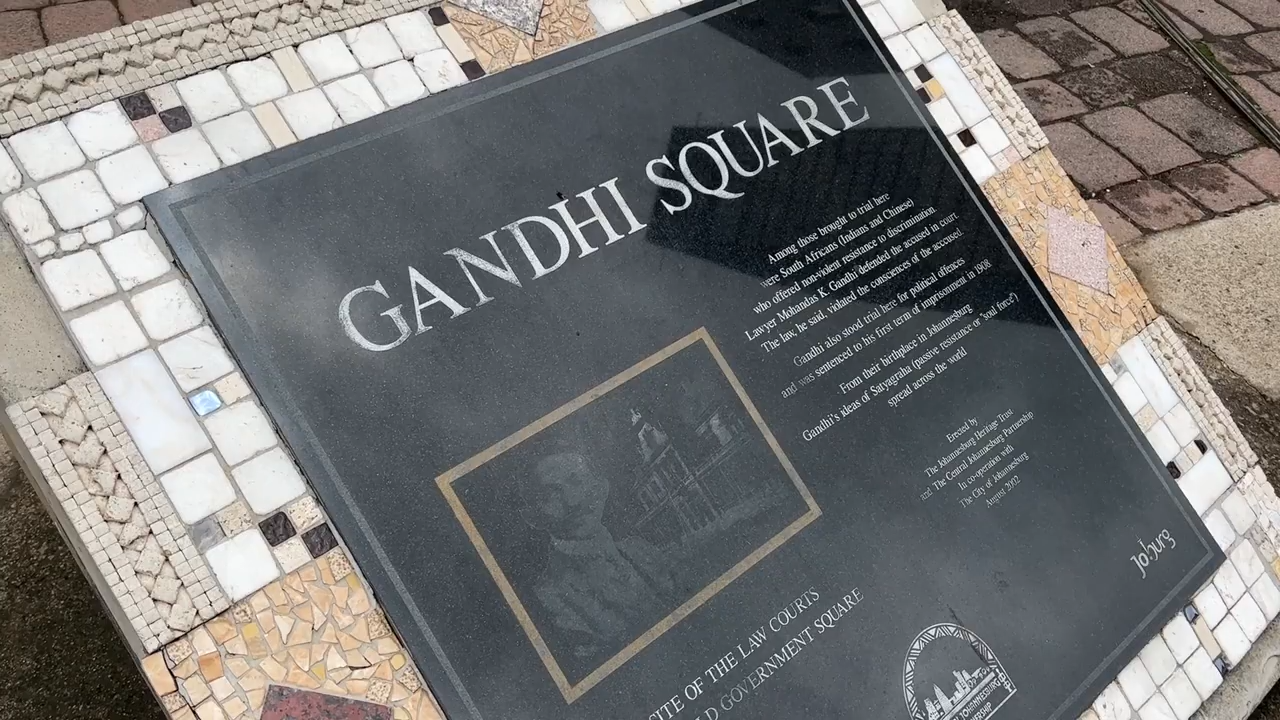 GANDHI SQUARE
Among those brought to trial here
were South Africans (Indians and Chinese)
who offered non-violent resistance to discrimination.
Lawyer Mohandas K. Gandhi defended the accused in court.
The law, he said, violated the consciences of the accused.
Gandhi also stood trial here for political offences
and was sentenced to his first term of imprisonment in 1908.
From their birthplace in Johannesburg
Gandhi's ideas of Satyagraha (passive resistance or 'soul force')
spread across the world
Erected by
The Johannesburg Heritage Trust
and The Central Johannesburg Partnership
In co-operation with
The City of Johannesburg
August 2002
Joburg
SITE OF THE LAW COURTS
GOVERNMENT SQUARE
JOHANNESBURG